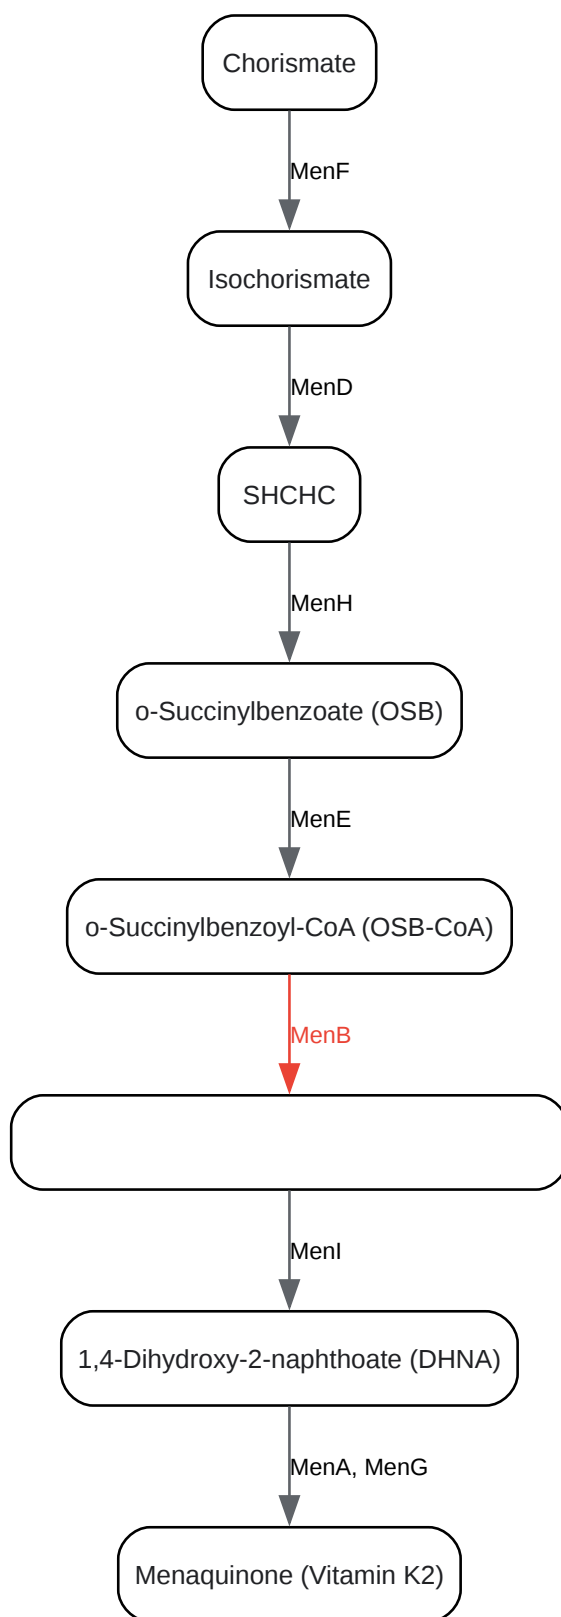 Chorismate
MenF
Isochorismate
MenD
SHCHC
MenH
o-Succinylbenzoate (OSB)
MenE
o-Succinylbenzoyl-CoA (OSB-CoA)
MenB
MenI
1,4-Dihydroxy-2-naphthoate (DHNA)
MenA, MenG
Menaquinone (Vitamin K2)